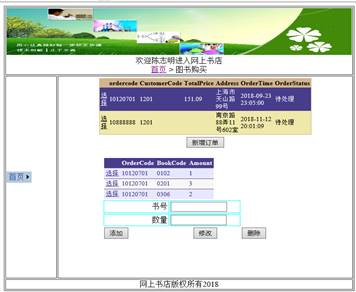 欢迎陈志明进入网上书店
首页 > 图书购买
首页
ordercode CustomerCode TotalPrice Address OrderTime OrderStatus
选择 10120701 1201 151.09 上海市天山路99号 2018-09-23 23:05:00 待处理
选择 10888888 1201 南京路88弄11号602室 2018-11-12 20:01:09 待处理
新增订单
OrderCode BookCode Amount
选择 10120701 0102 1
选择 10120701 0201 3
选择 10120701 0306 2
书号
数量
添加 修改 删除
网上书店版权所有2018